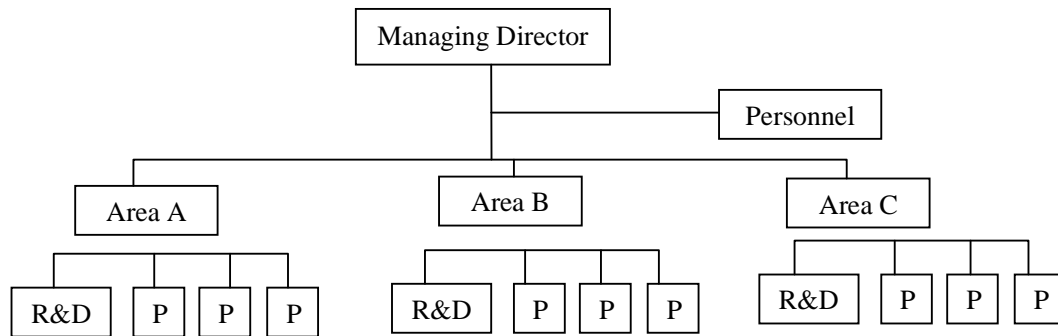 Managing Director
Personnel
Area A
Area B
Area C
R&D P P P
R&D P P P
R&D P P P